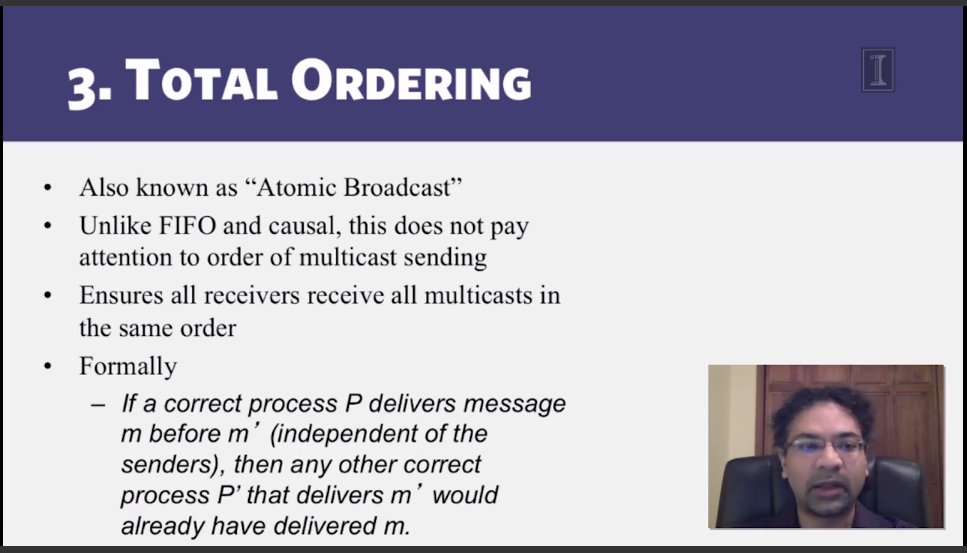 3. TOTAL ORDERING
I
• Also known as “Atomic Broadcast”
• Unlike FIFO and causal, this does not pay
attention to order of multicast sending
• Ensures all receivers receive all multicasts in
the same order
• Formally
– If a correct process P delivers message
m before m’ (independent of the
senders), then any other correct
process P’ that delivers m’ would
already have delivered m.